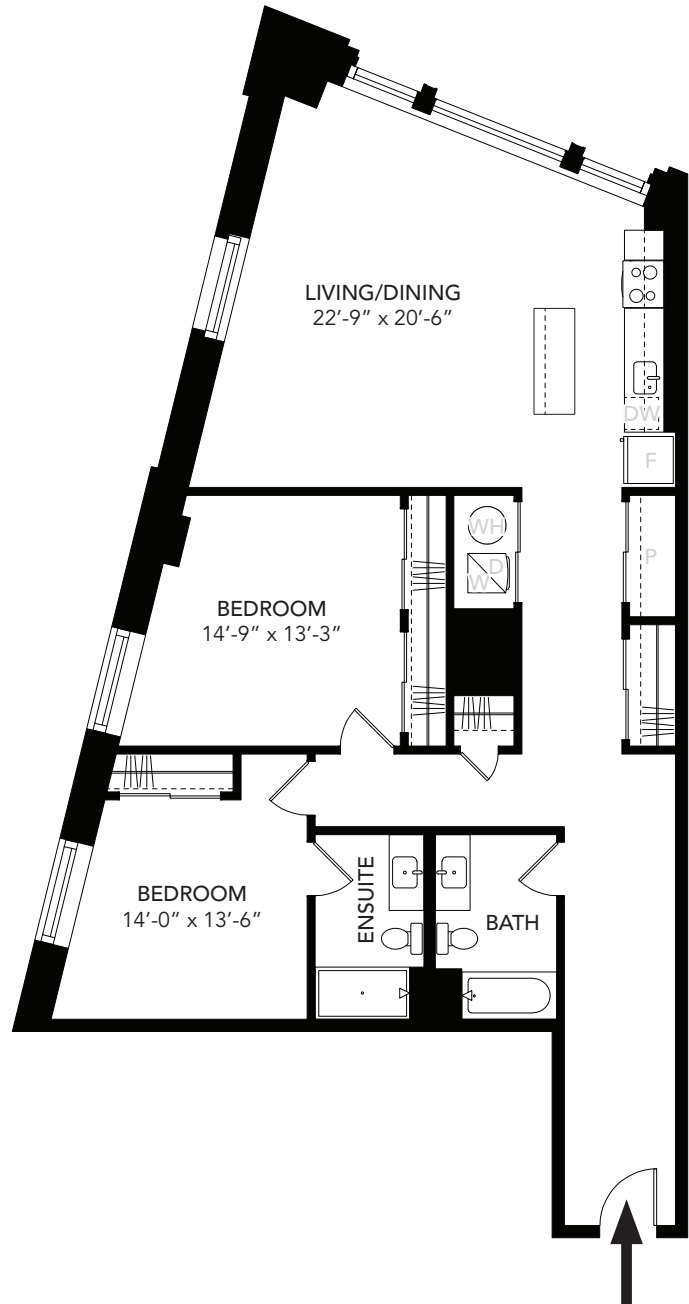 LIVING/DINING
22'-9” x 20'-6”
DW
F
WH
D
W
P
BEDROOM
14'-9” x 13'-3”
BEDROOM
14'-0” x 13'-6”
ENSUITE
BATH